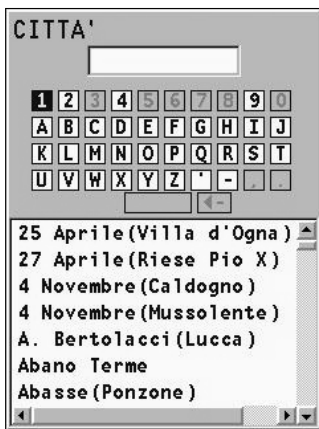 CITTA'
1 2 3 4 5 6 7 8 9 0
A B C D E F G H I J
K L M N O P Q R S T
U V W X Y Z ' - , .
25 Aprile(Villa d'Ogna)
27 Aprile(Riese Pio X)
4 Novembre(Caldogno)
4 Novembre(Mussolente)
A. Bertolacci(Lucca)
Abano Terme
Abasse(Ponzone)